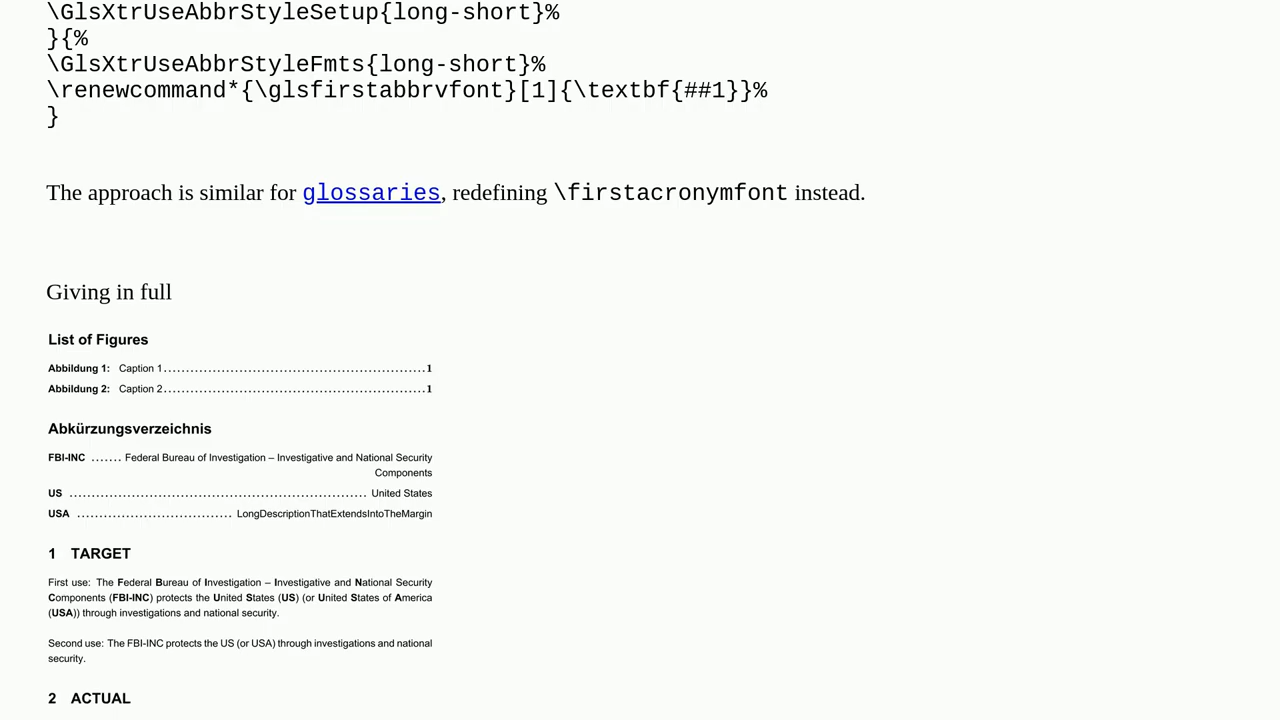 \GlsXtrUseAbbrStyleSetup{long-short}%
}{%
\GlsXtrUseAbbrStyleFmts{long-short}%
\renewcommand*{\glsfirstabbrvfont}[1]{\textbf{##1}}%
}
The approach is similar for glossaries, redefining \firstacronymfont instead.
Giving in full
List of Figures
Abbildung 1: Caption 1............................................................1
Abbildung 2: Caption 2............................................................1
Abkürzungsverzeichnis
FBI-INC ....... Federal Bureau of Investigation – Investigative and National Security
Components
US .................................................................... United States
USA ................................... LongDescriptionThatExtendsIntoTheMargin
1 TARGET
First use: The Federal Bureau of Investigation – Investigative and National Security
Components (FBI-INC) protects the United States (US) (or United States of America
(USA)) through investigations and national security.
Second use: The FBI-INC protects the US (or USA) through investigations and national
security.
2 ACTUAL